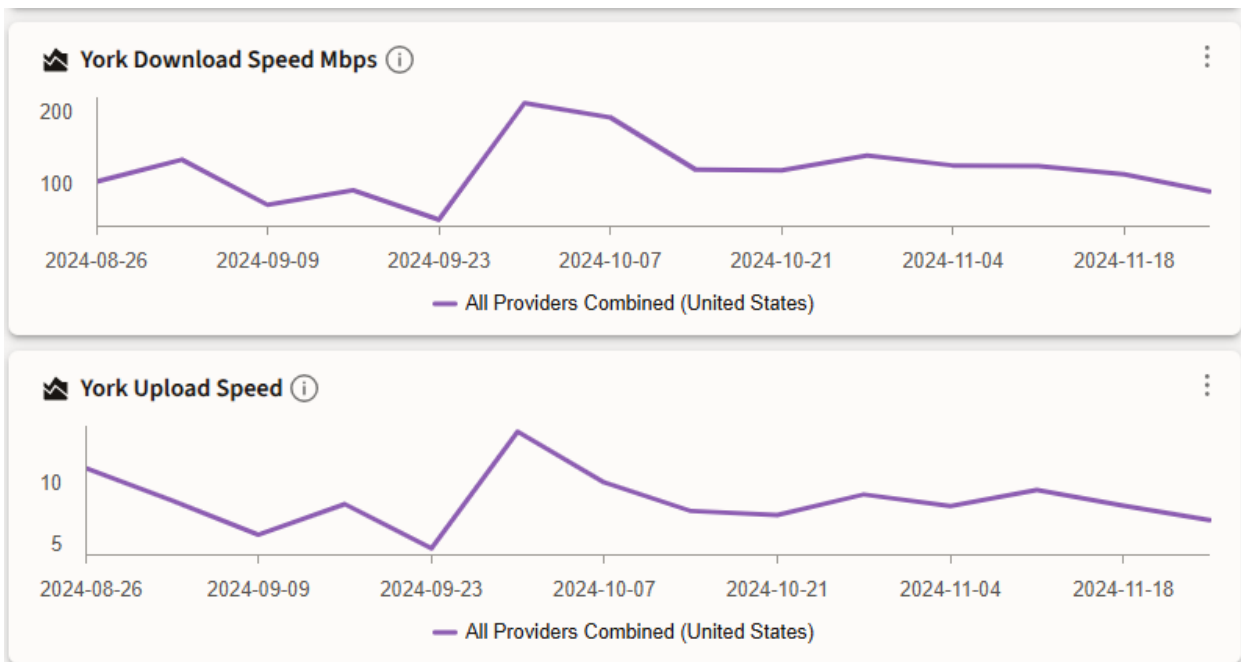 York Download Speed Mbps
200
100
2024-08-26 2024-09-09 2024-09-23 2024-10-07 2024-10-21 2024-11-04 2024-11-18
All Providers Combined (United States)
York Upload Speed
10
5
2024-08-26 2024-09-09 2024-09-23 2024-10-07 2024-10-21 2024-11-04 2024-11-18
All Providers Combined (United States)